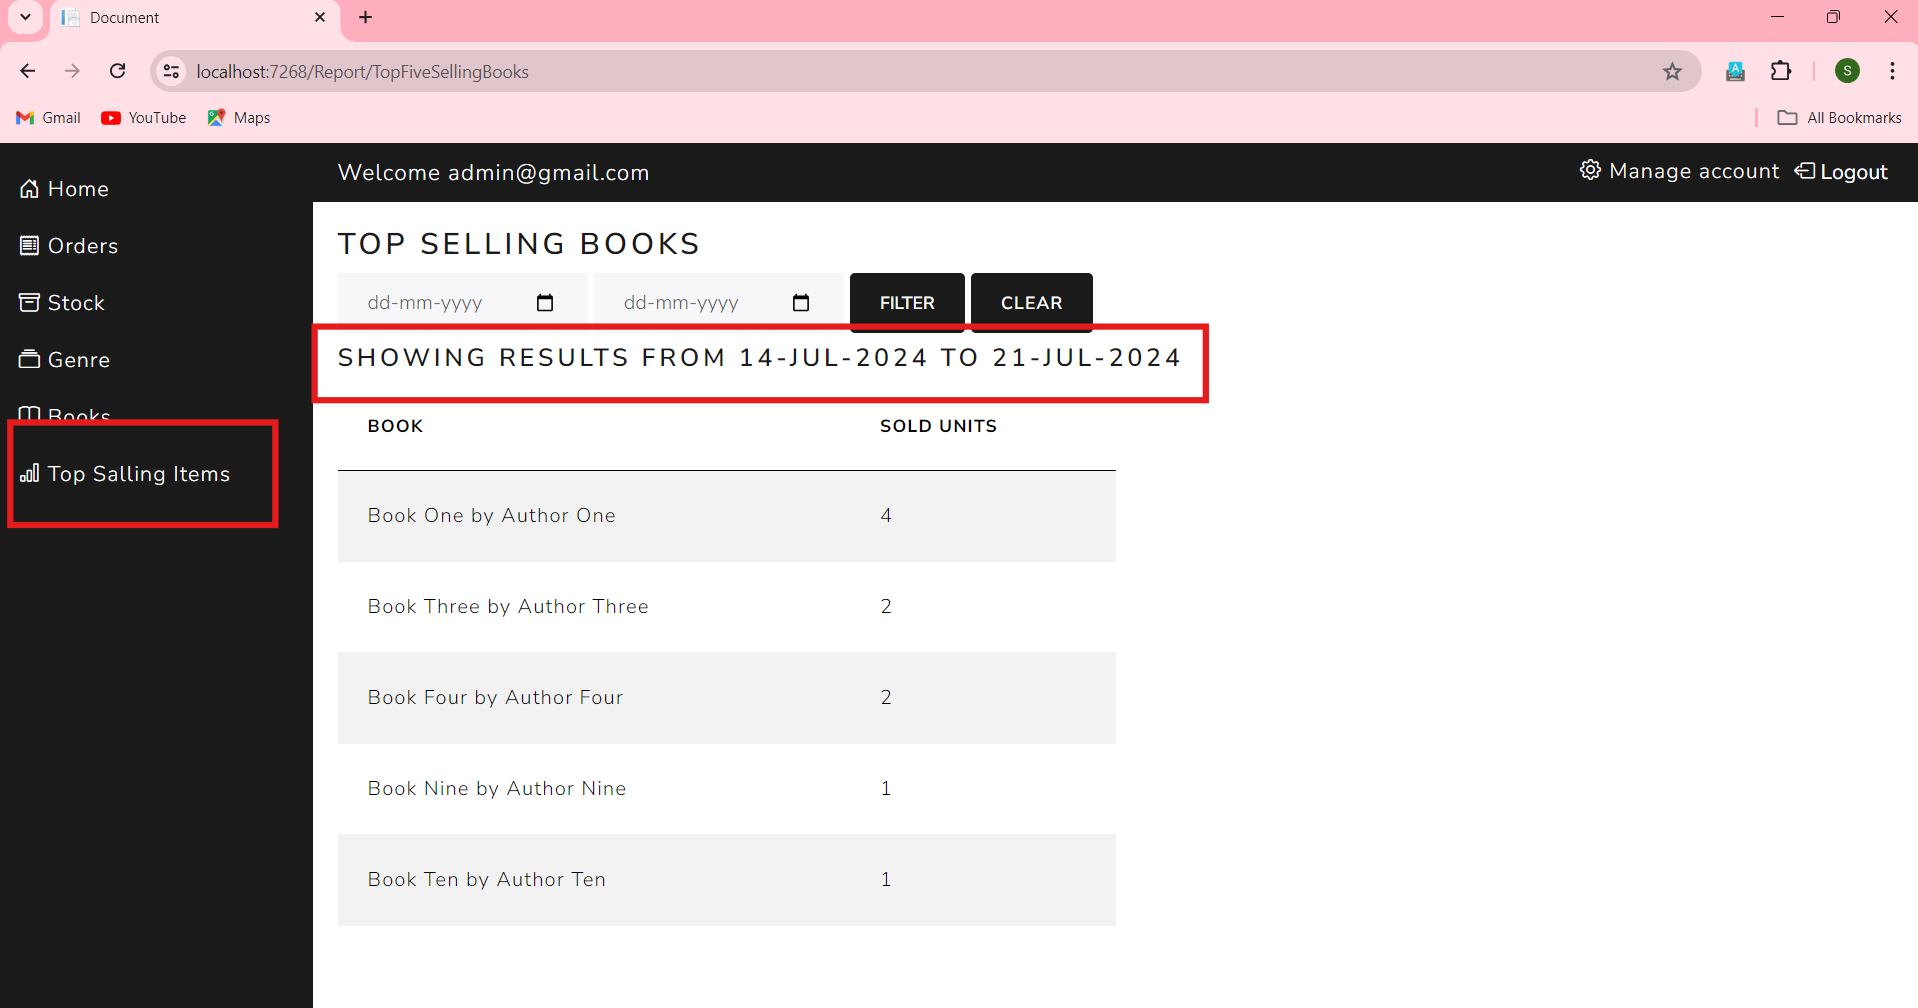 Document
localhost:7268/Report/TopFiveSellingBooks
A
S
Gmail YouTube Maps All Bookmarks
Welcome admin@gmail.com Manage account Logout
Home
Orders
Stock
Genre
Books
Top Salling Items
TOP SELLING BOOKS
dd-mm-yyyy dd-mm-yyyy FILTER CLEAR
SHOWING RESULTS FROM 14-JUL-2024 TO 21-JUL-2024
BOOK SOLD UNITS
Book One by Author One 4
Book Three by Author Three 2
Book Four by Author Four 2
Book Nine by Author Nine 1
Book Ten by Author Ten 1